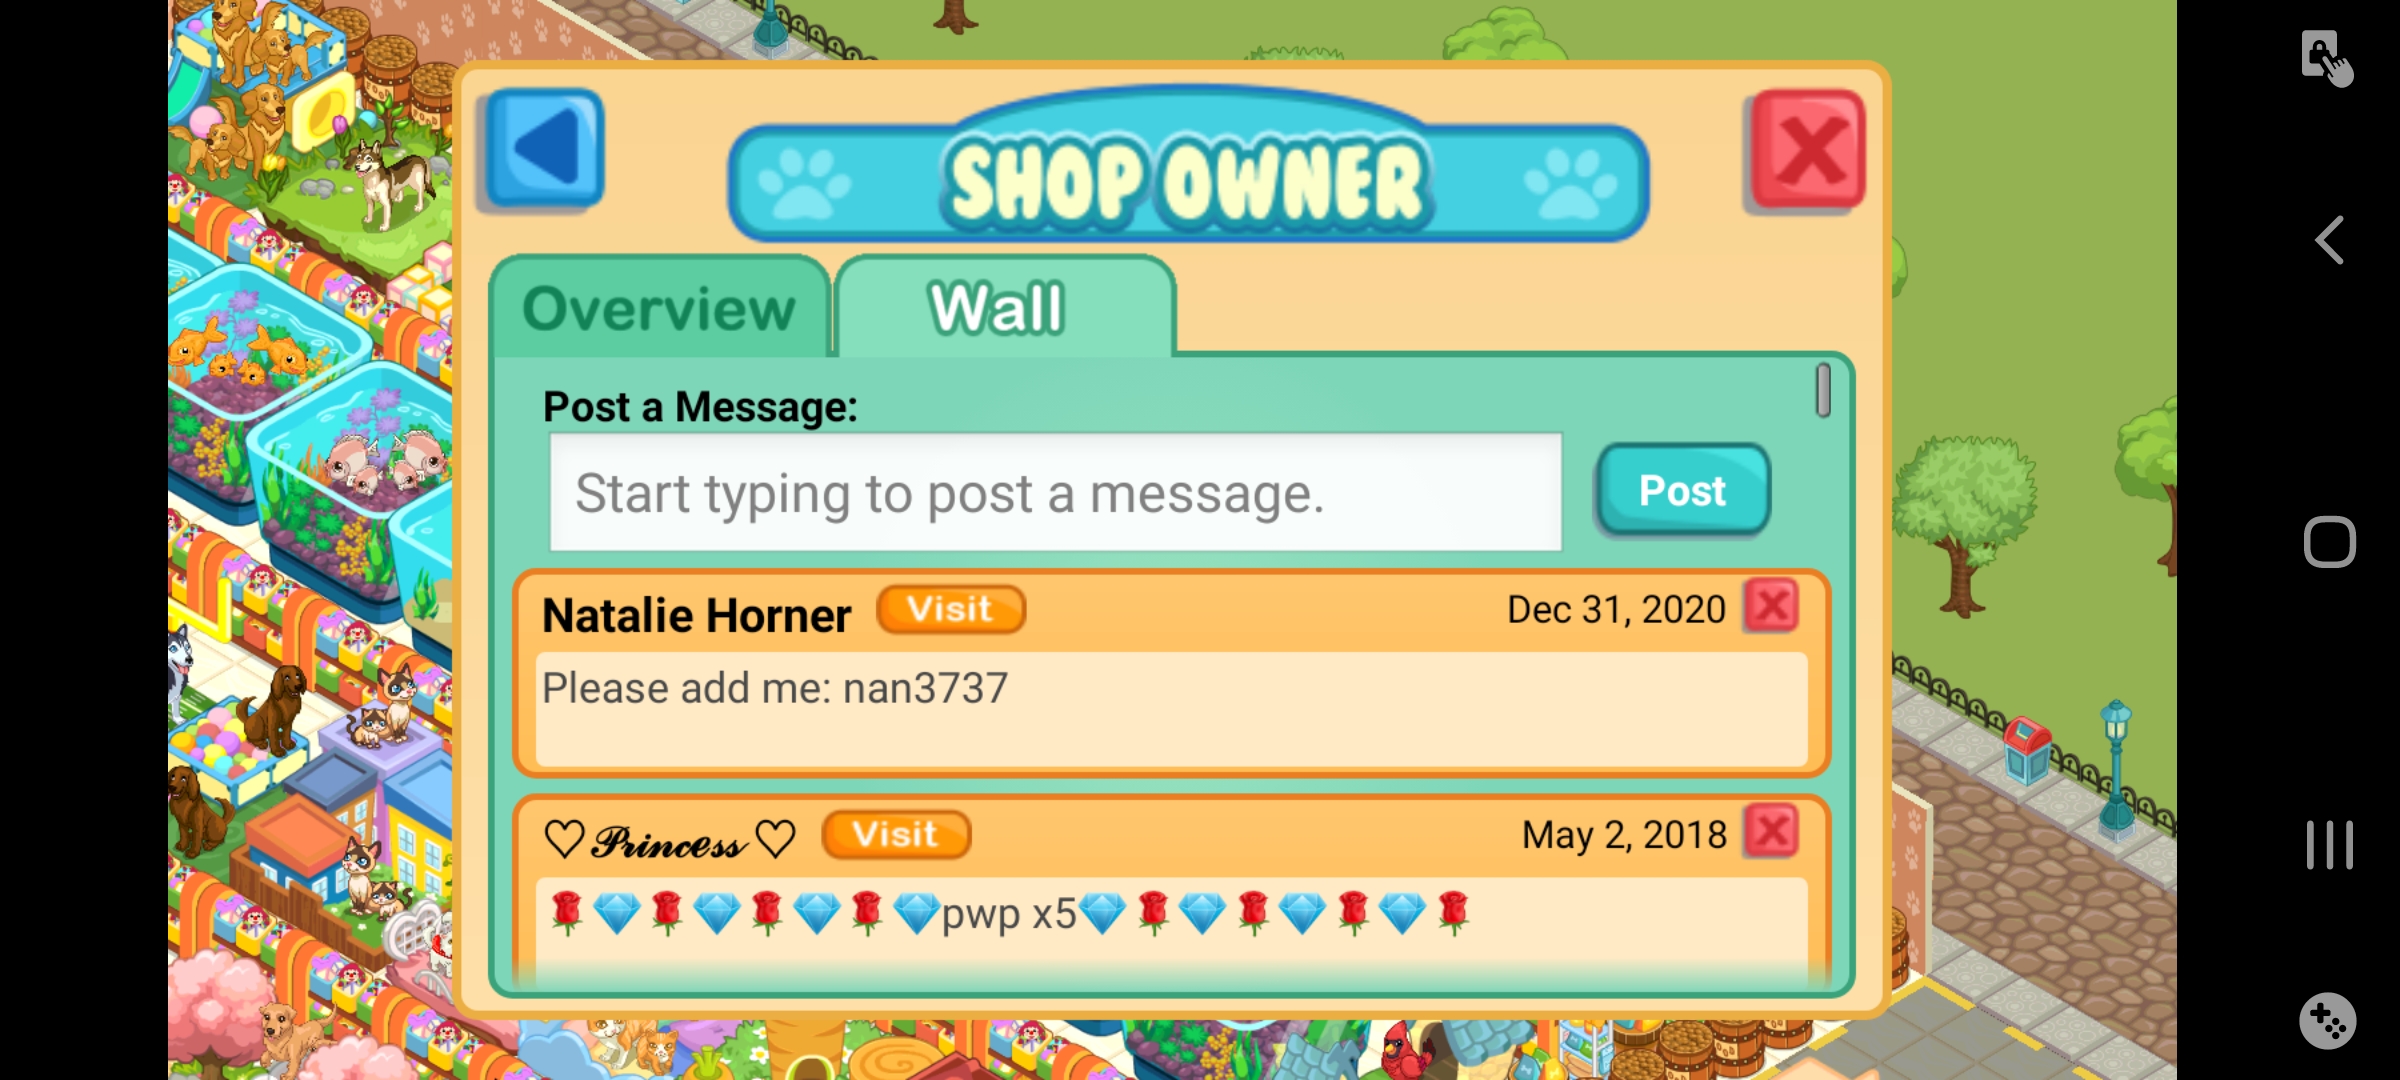 SHOP OWNER
Overview
Wall
Post a Message:
Start typing to post a message.
Post
Natalie Horner
Visit
Dec 31, 2020
Please add me: nan3737
♡𝓟𝓻𝓲𝓷𝓬𝓮𝓼𝓼♡
Visit
May 2, 2018
🌹💎🌹💎🌹💎🌹💎pwp x5💎🌹💎🌹💎🌹💎🌹